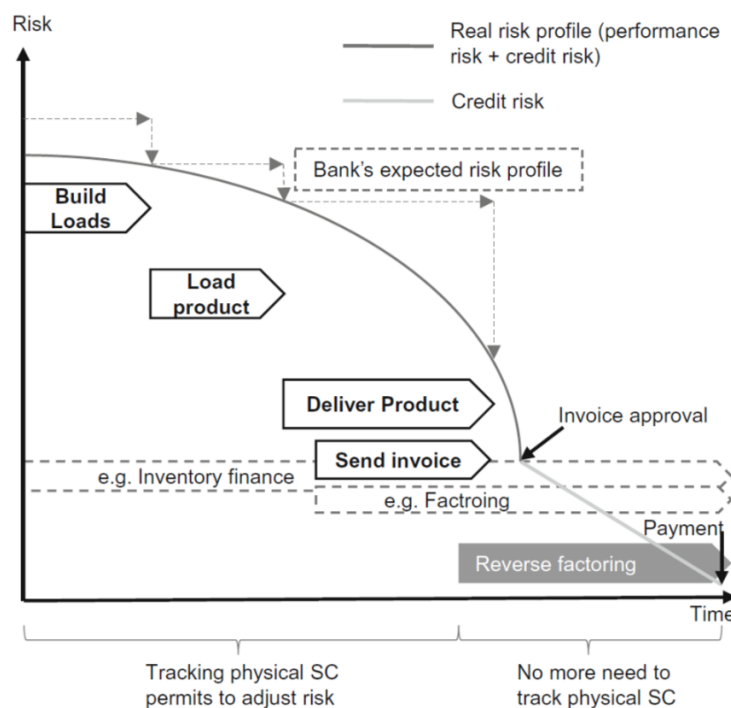 Risk
Real risk profile (performance
risk + credit risk)
Credit risk
Bank's expected risk profile
Build
Loads
Load
product
Deliver Product
Invoice approval
Send invoice
e.g. Inventory finance
e.g. Factroing
Payment
Reverse factoring
Time
Tracking physical SC
permits to adjust risk
No more need to
track physical SC